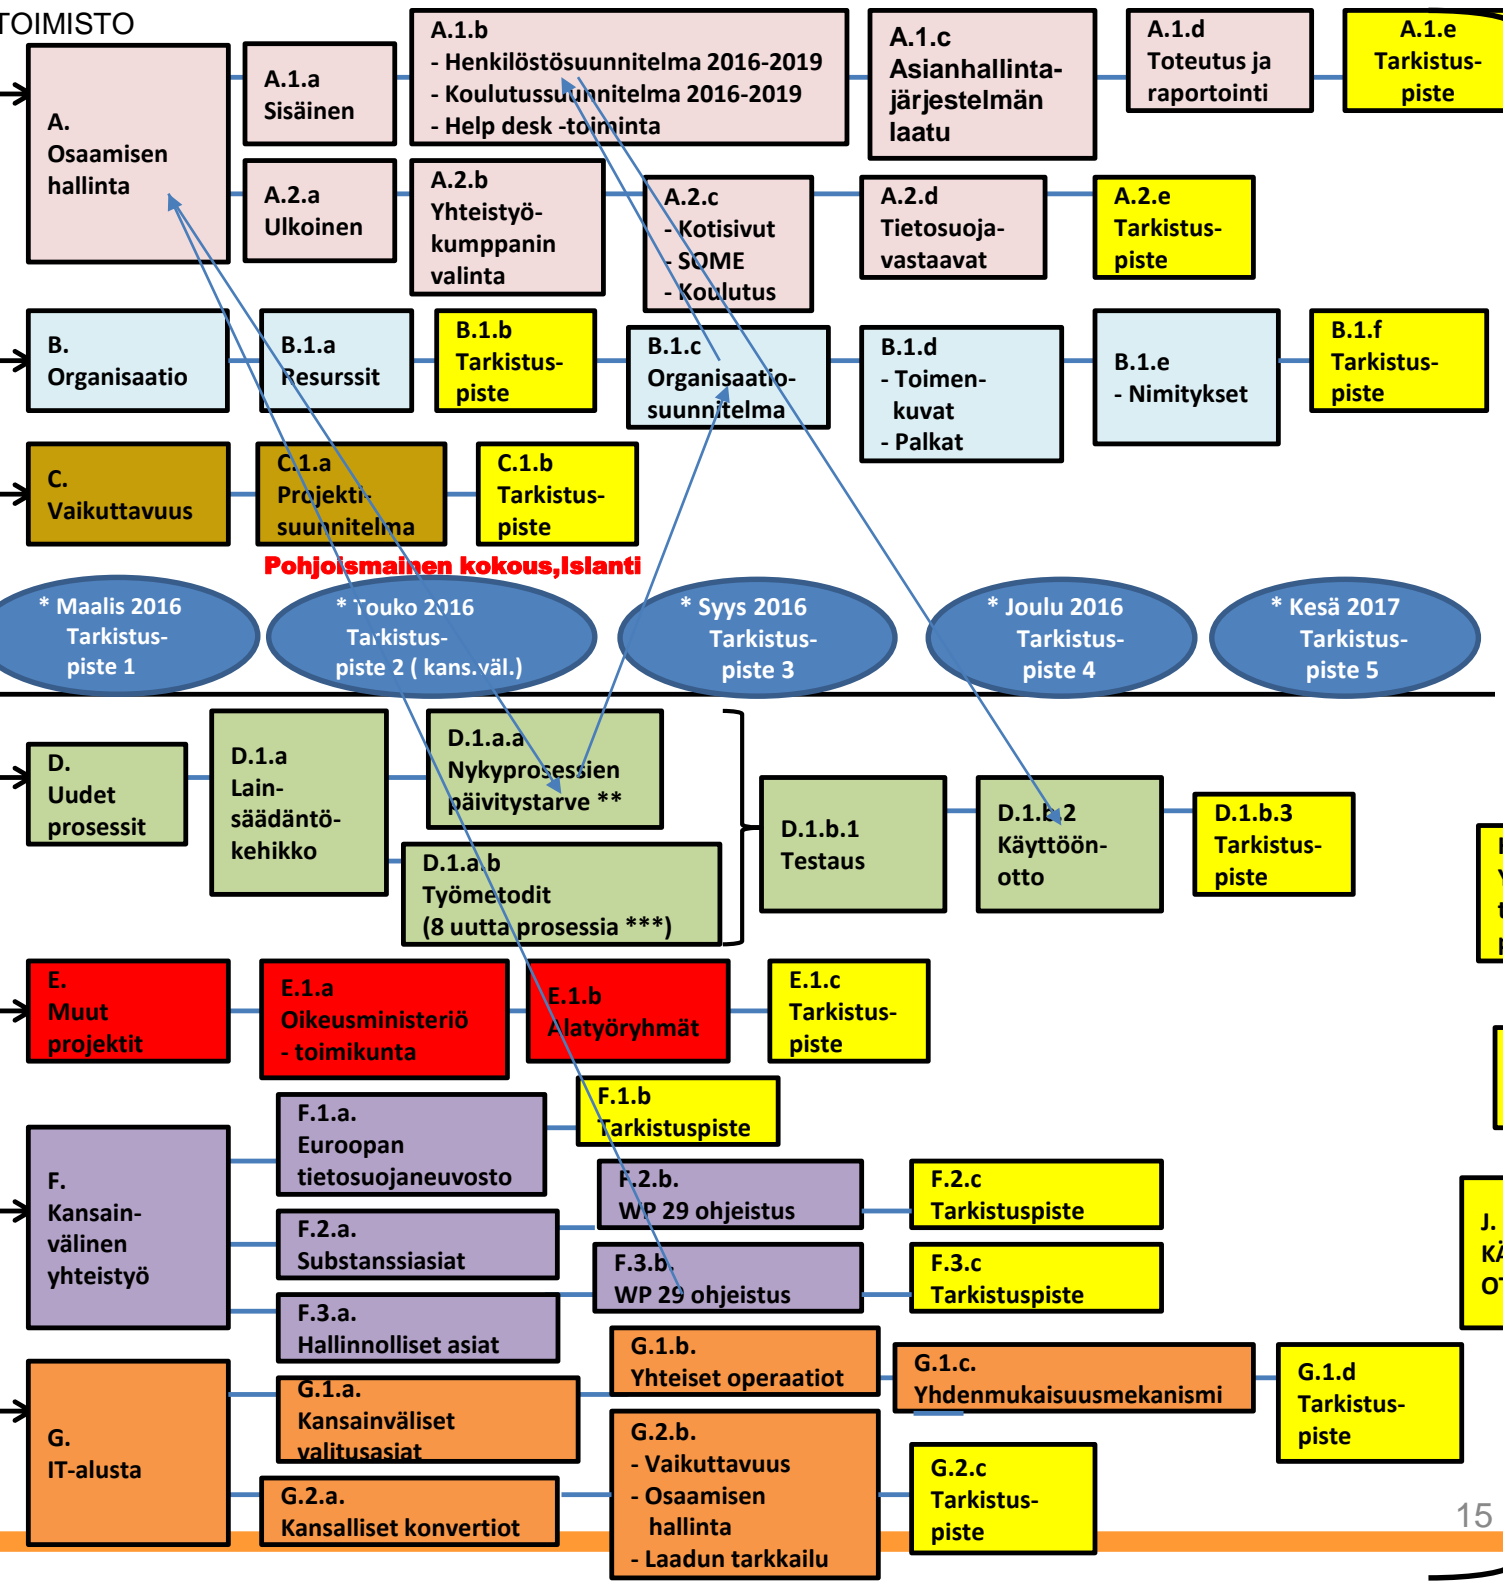 TOIMISTO
A.
Osaamisen
hallinta
A.1.a
Sisäinen
A.1.b
- Henkilöstösuunnitelma 2016-2019
- Koulutussuunnitelma 2016-2019
- Help desk -toiminta
A.1.c
Asianhallinta-
järjestelmän
laatu
A.1.d
Toteutus ja
raportointi
A.1.e
Tarkistus-
piste
A.2.a
Ulkoinen
A.2.b
Yhteistyö-
kumppanin
valinta
A.2.c
- Kotisivut
- SOME
- Koulutus
A.2.d
Tietosuoja-
vastaavat
A.2.e
Tarkistus-
piste
B.
Organisaatio
B.1.a
Resurssit
B.1.b
Tarkistus-
piste
B.1.c
Organisaatio-
suunnitelma
B.1.d
- Toimen-
kuvat
- Palkat
B.1.e
- Nimitykset
B.1.f
Tarkistus-
piste
C.
Vaikuttavuus
C.1.a
Projekti-
suunnitelma
C.1.b
Tarkistus-
piste
Pohjoismainen kokous,Islanti
* Maalis 2016
Tarkistus-
piste 1
* Touko 2016
Tarkistus-
piste 2 ( kans.väl.)
* Syys 2016
Tarkistus-
piste 3
* Joulu 2016
Tarkistus-
piste 4
* Kesä 2017
Tarkistus-
piste 5
D.
Uudet
prosessit
D.1.a
Lain-
säädäntö-
kehikko
D.1.a.a
Nykyprosessien
päivitystarve **
D.1.a.b
Työmetodit
(8 uutta prosessia ***)
D.1.b.1
Testaus
D.1.b.2
Käyttöön-
otto
D.1.b.3
Tarkistus-
piste
E.
Muut
projektit
E.1.a
Oikeusministeriö
- toimikunta
E.1.b
Alatyöryhmät
E.1.c
Tarkistus-
piste
F.
Kansain-
välinen
yhteistyö
F.1.a.
Euroopan
tietosuojaneuvosto
F.1.b
Tarkistuspiste
F.2.a.
Substanssiasiat
F.2.b.
WP 29 ohjeistus
F.2.c
Tarkistuspiste
F.3.a.
Hallinnolliset asiat
F.3.b.
WP 29 ohjeistus
F.3.c
Tarkistuspiste
J.
KÄ
OT
G.
IT-alusta
G.1.a.
Kansainväliset
valitusasiat
G.1.b.
Yhteiset operaatiot
G.1.c.
Yhdenmukaisuusmekanismi
G.1.d
Tarkistus-
piste
G.2.a.
Kansalliset konvertiot
G.2.b.
- Vaikuttavuus
- Osaamisen
hallinta
- Laadun tarkkailu
G.2.c
Tarkistus-
piste
15